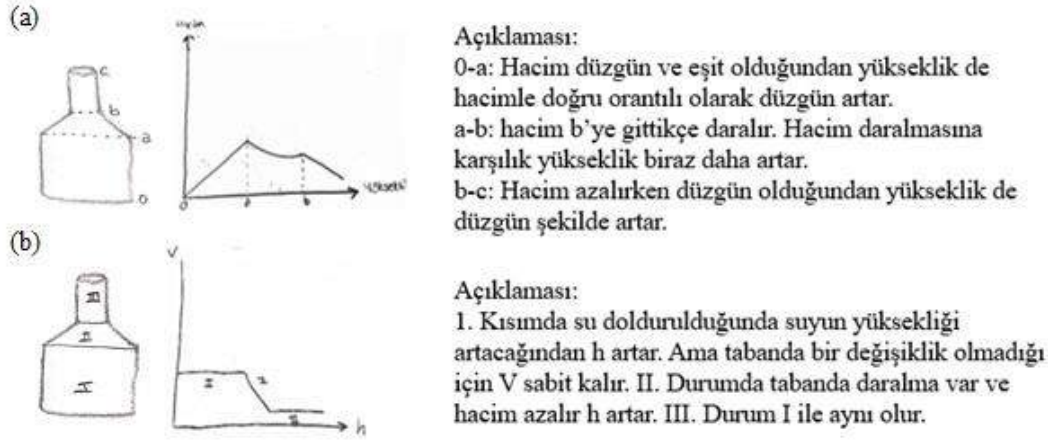 (a)
Hacim
c
b
a
0
0
a
b
Yükseklik
Açıklaması:
0-a: Hacim düzgün ve eşit olduğundan yükseklik de
hacimle doğru orantılı olarak düzgün artar.
a-b: hacim b’ye gittikçe daralır. Hacim daralmasına
karşılık yükseklik biraz daha artar.
b-c: Hacim azalırken düzgün olduğundan yükseklik de
düzgün şekilde artar.
(b)
III
II
I
V
I
h
Açıklaması:
1. Kısımda su doldurulduğunda suyun yüksekliği
artacağından h artar. Ama tabanda bir değişiklik olmadığı
için V sabit kalır. II. Durumda tabanda daralma var ve
hacim azalır h artar. III. Durum I ile aynı olur.